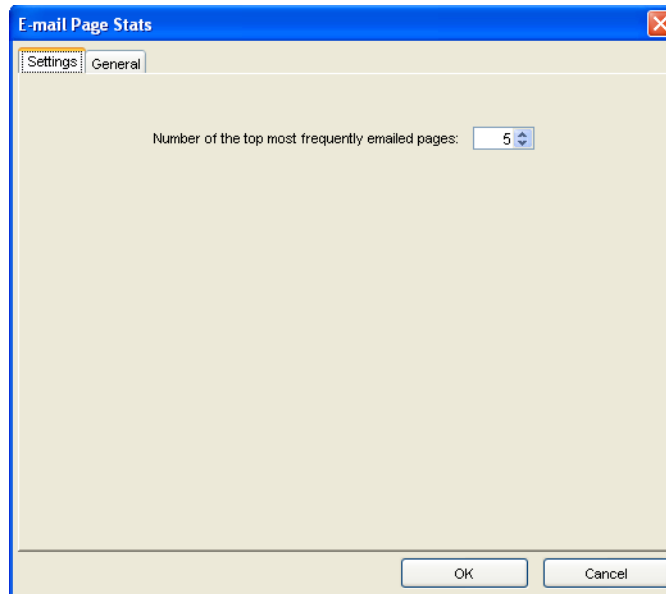 E-mail Page Stats
Settings General
Number of the top most frequently emailed pages: 5
OK Cancel